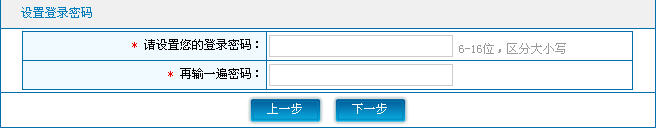 设置登录密码
* 请设置您的登录密码： 6-16位，区分大小写
* 再输一遍密码：
上一步 下一步